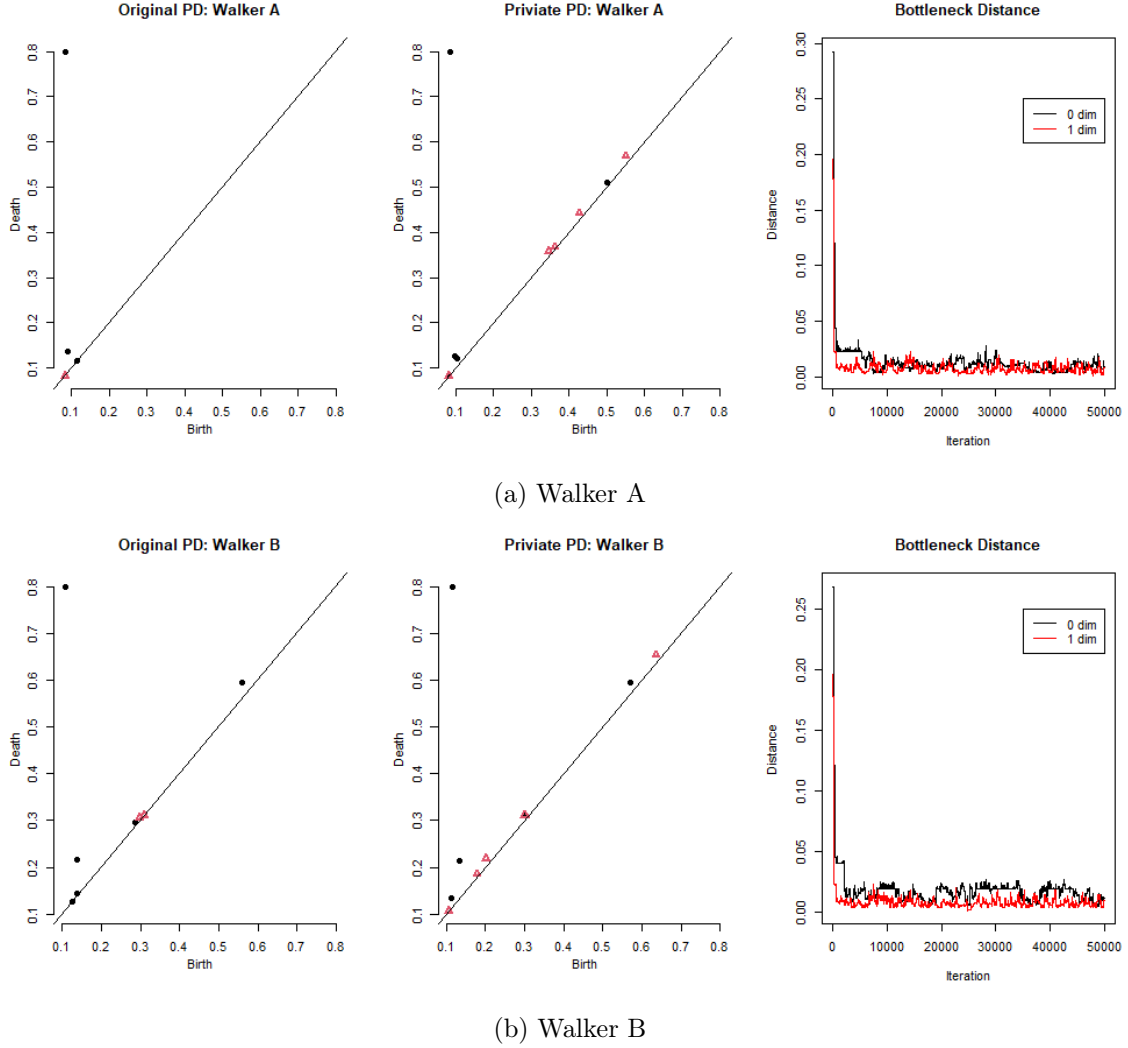 Original PD: Walker A
Death
0.1 0.2 0.3 0.4 0.5 0.6 0.7 0.8
0.1 0.2 0.3 0.4 0.5 0.6 0.7 0.8
Birth
Priviate PD: Walker A
Death
0.1 0.2 0.3 0.4 0.5 0.6 0.7 0.8
0.1 0.2 0.3 0.4 0.5 0.6 0.7 0.8
Birth
Bottleneck Distance
Distance
0.00 0.05 0.10 0.15 0.20 0.25 0.30
0 dim
1 dim
0 10000 20000 30000 40000 50000
Iteration
(a) Walker A
Original PD: Walker B
Death
0.1 0.2 0.3 0.4 0.5 0.6 0.7 0.8
0.1 0.2 0.3 0.4 0.5 0.6 0.7 0.8
Birth
Priviate PD: Walker B
Death
0.1 0.2 0.3 0.4 0.5 0.6 0.7 0.8
0.1 0.2 0.3 0.4 0.5 0.6 0.7 0.8
Birth
Bottleneck Distance
Distance
0.00 0.05 0.10 0.15 0.20 0.25
0 dim
1 dim
0 10000 20000 30000 40000 50000
Iteration
(b) Walker B